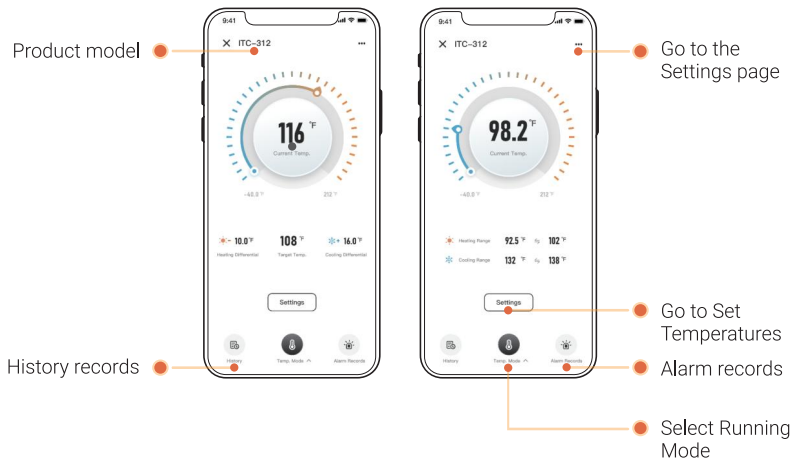 Product model
9:41
ITC-312
116 °F
Current Temp.
-40.0 °F
212 °F
- 10.0 °F
108 °F
+ 16.0 °F
Heating Differential
Target Temp.
Cooling Differential
Settings
History
Temp. Mode
Alarm Records
History records
9:41
ITC-312
98.2 °F
Current Temp.
-40.0 °F
212 °F
Heating Range 92.5 °F 102 °F
Cooling Range 132 °F 138 °F
Settings
History
Temp. Mode
Alarm Records
Go to the
Settings page
Go to Set
Temperatures
Alarm records
Select Running
Mode